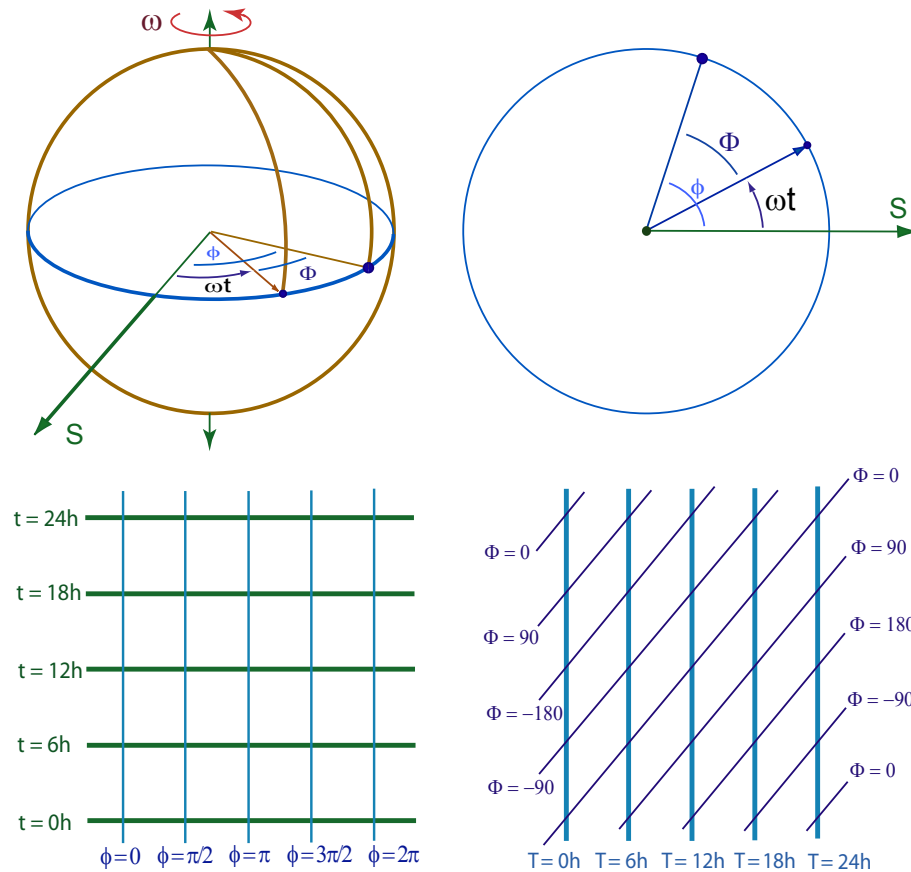 ω
S
ϕ
Φ
ωt
Φ
ϕ
ωt
S
t = 24h
t = 18h
t = 12h
t = 6h
t = 0h
ϕ=0
ϕ=π/2
ϕ=π
ϕ=3π/2
ϕ=2π
Φ = 0
Φ = 90
Φ = −180
Φ = −90
Φ = 0
Φ = 90
Φ = 180
Φ = −90
Φ = 0
T = 0h
T = 6h
T = 12h
T = 18h
T = 24h